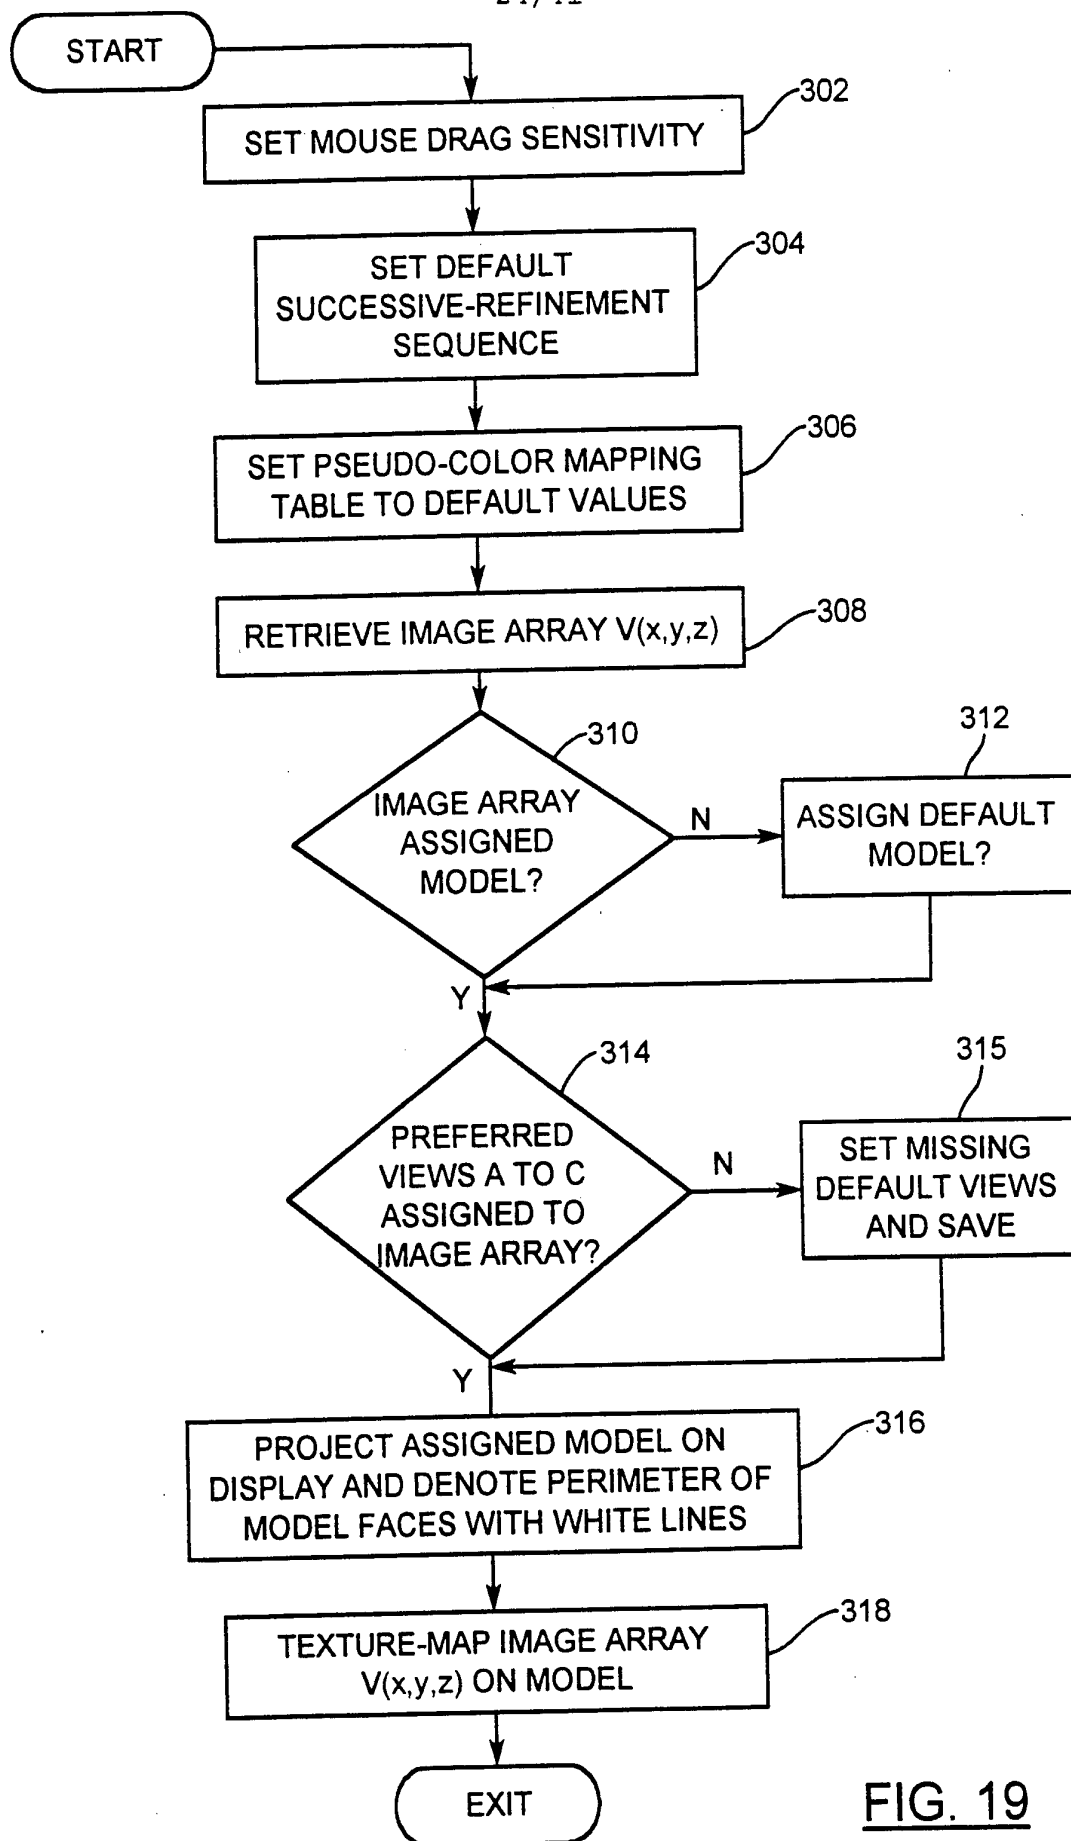 START
302
SET MOUSE DRAG SENSITIVITY
304
SET DEFAULT
SUCCESSIVE-REFINEMENT
SEQUENCE
306
SET PSEUDO-COLOR MAPPING
TABLE TO DEFAULT VALUES
308
RETRIEVE IMAGE ARRAY V(x,y,z)
310
IMAGE ARRAY
ASSIGNED
MODEL?
N
312
ASSIGN DEFAULT
MODEL?
Y
314
PREFERRED
VIEWS A TO C
ASSIGNED TO
IMAGE ARRAY?
N
315
SET MISSING
DEFAULT VIEWS
AND SAVE
Y
316
PROJECT ASSIGNED MODEL ON
DISPLAY AND DENOTE PERIMETER OF
MODEL FACES WITH WHITE LINES
318
TEXTURE-MAP IMAGE ARRAY
V(x,y,z) ON MODEL
EXIT
FIG. 19